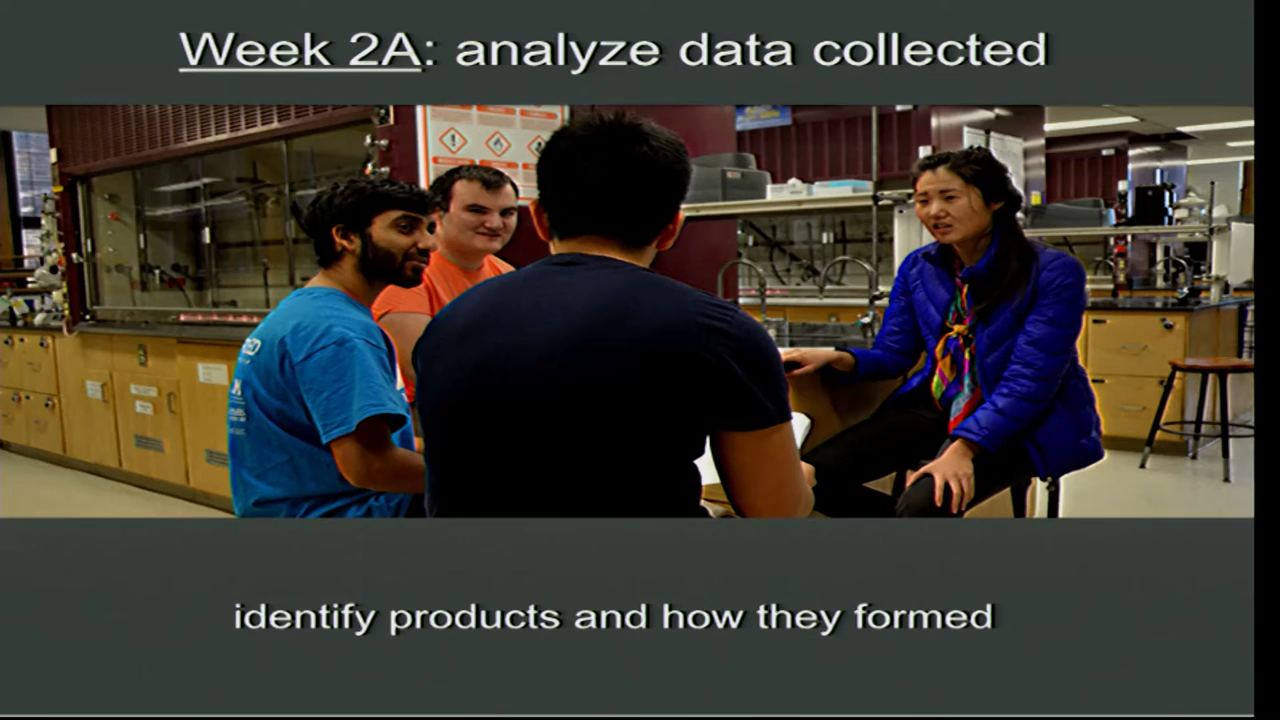 Week 2A: analyze data collected
identify products and how they formed